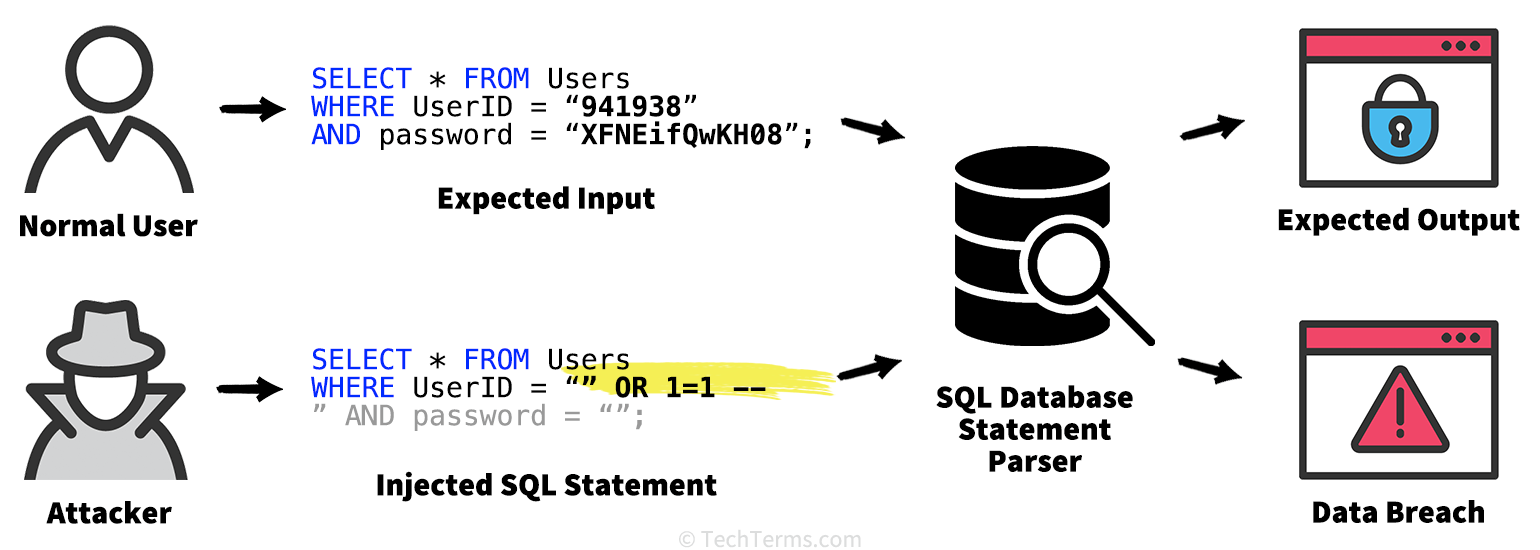 SELECT * FROM Users
WHERE UserID = “941938”
AND password = “XFNEifQwKH08”;
Expected Input
Normal User
Expected Output
SELECT * FROM Users
WHERE UserID = “” OR 1=1 --
” AND password = “”;
Injected SQL Statement
Attacker
SQL Database
Statement
Parser
Data Breach
© TechTerms.com